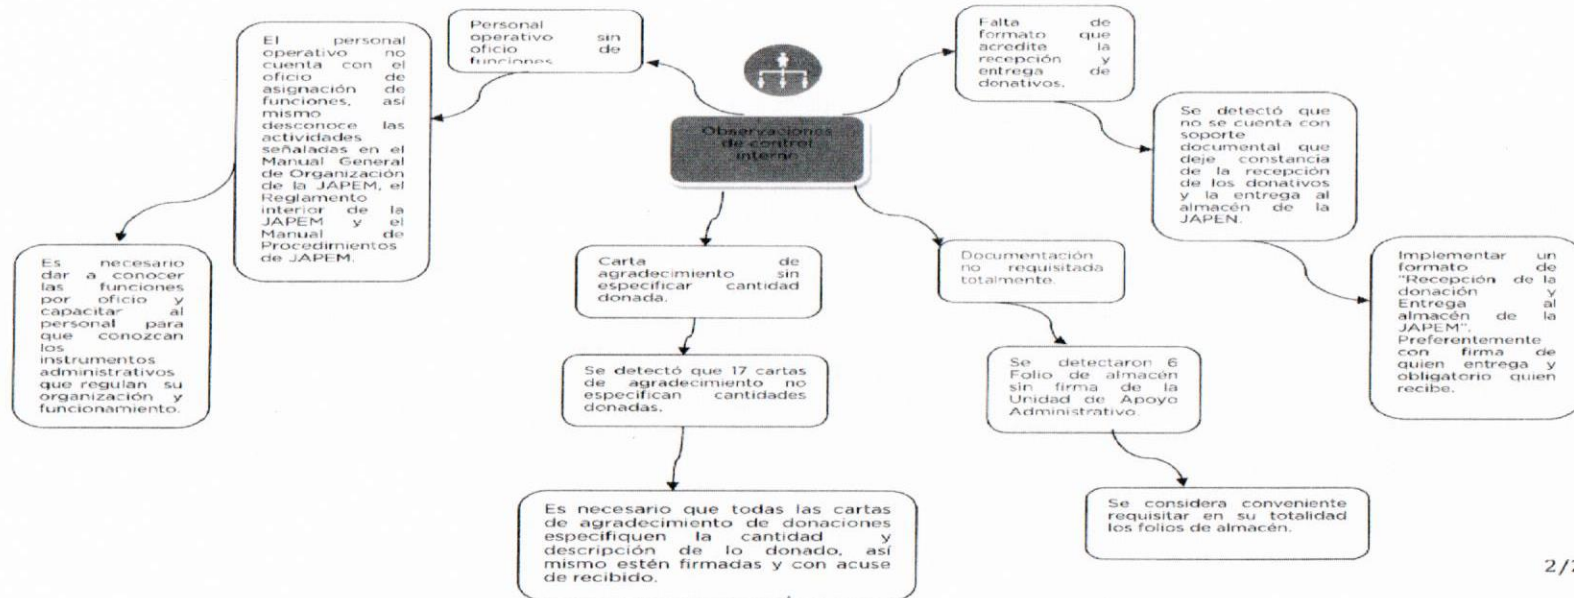 Observaciones
de control
interno
Personal
operativo sin
oficio de
funciones.
El personal
operativo no
cuenta con el
oficio de
asignación de
funciones, así
mismo
desconoce las
actividades
señaladas en el
Manual General
de Organización
de la JAPEM, el
Reglamento
interior de la
JAPEM y el
Manual de
Procedimientos
de JAPEM.
Es necesario
dar a conocer
las funciones
por oficio y
capacitar al
personal para
que conozcan
los
instrumentos
administrativos
que regulan su
organización y
funcionamiento.
Carta de
agradecimiento sin
especificar cantidad
donada.
Se detectó que 17 cartas
de agradecimiento no
especifican cantidades
donadas.
Es necesario que todas las cartas
de agradecimiento de donaciones
especifiquen la cantidad y
descripción de lo donado, así
mismo estén firmadas y con acuse
de recibido.
Documentación
no requisitada
totalmente.
Se detectaron 6
Folio de almacén
sin firma de la
Unidad de Apoyo
Administrativo.
Se considera conveniente
requisitar en su totalidad
los folios de almacén.
Falta de
formato que
acredite la
recepción y
entrega de
donativos.
Se detectó que
no se cuenta con
soporte
documental que
deje constancia
de la recepción
de los donativos
y la entrega al
almacén de la
JAPEN.
Implementar un
formato de
"Recepción de la
donación y
Entrega al
almacén de la
JAPEM".
Preferentemente
con firma de
quien entrega y
obligatorio quien
recibe.
2/2